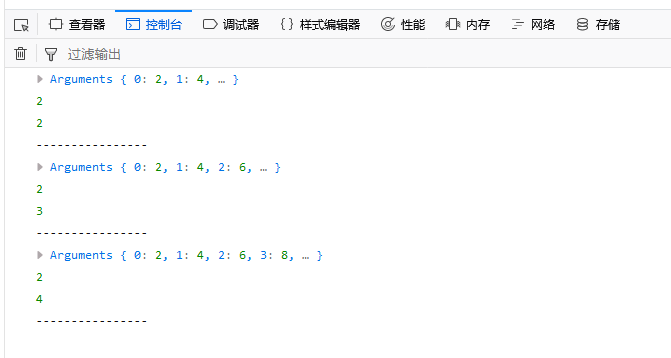 查看器 控制台 调试器 样式编辑器 性能 内存 网络 存储
过滤输出
Arguments { 0: 2, 1: 4, … }
2
2
----------------
Arguments { 0: 2, 1: 4, 2: 6, … }
2
3
----------------
Arguments { 0: 2, 1: 4, 2: 6, 3: 8, … }
2
4
----------------